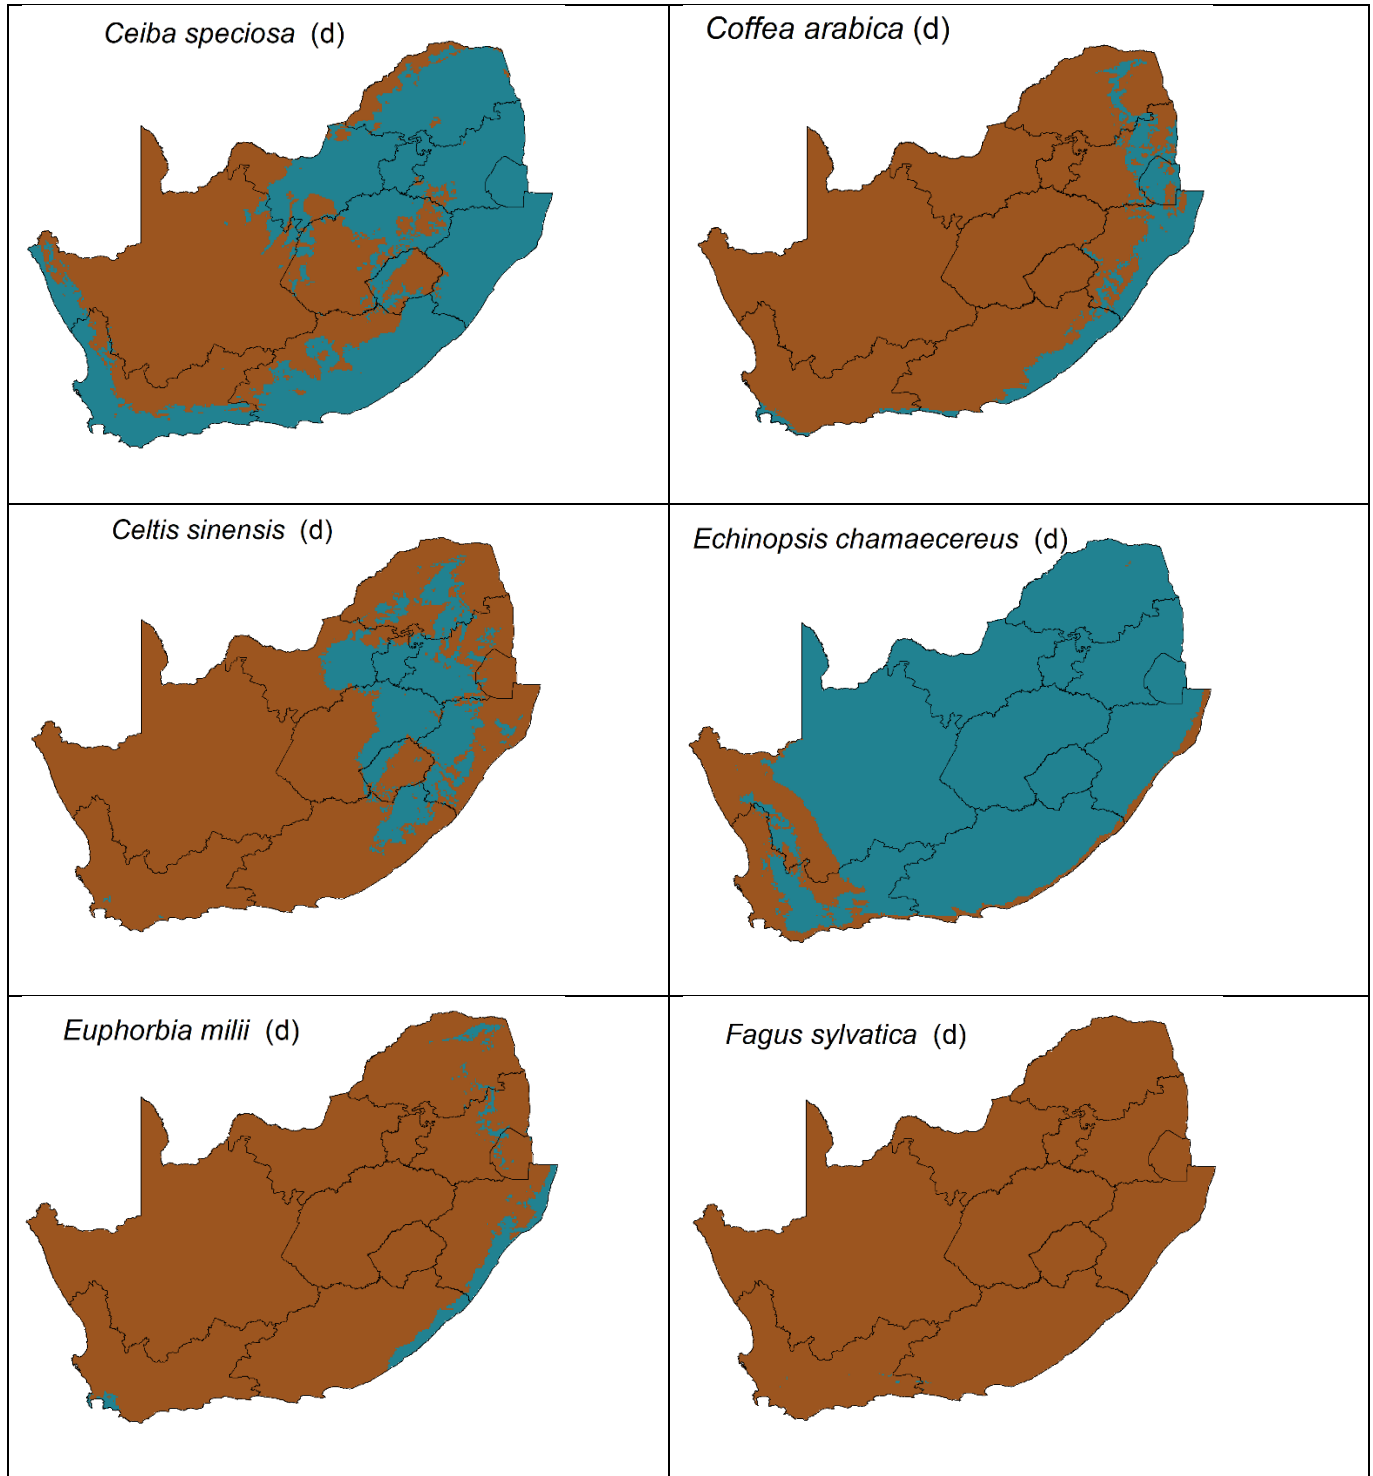 Ceiba speciosa (d)
Coffea arabica (d)
Celtis sinensis (d)
Echinopsis chamaecereus (d)
Euphorbia milii (d)
Fagus sylvatica (d)